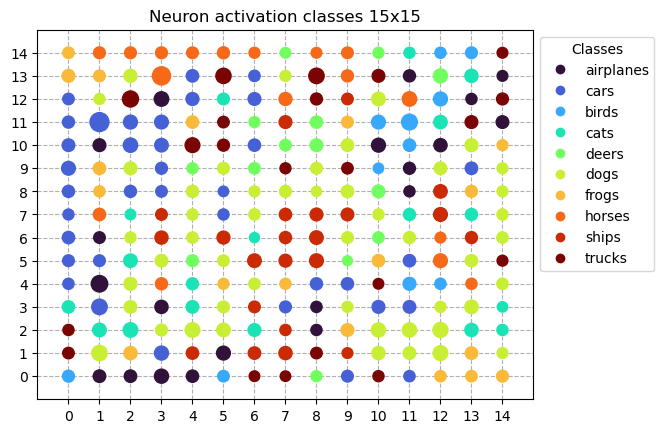 Neuron activation classes 15x15
14
13
12
11
10
9
8
7
6
5
4
3
2
1
0
0 1 2 3 4 5 6 7 8 9 10 11 12 13 14
Classes
airplanes
cars
birds
cats
deers
dogs
frogs
horses
ships
trucks